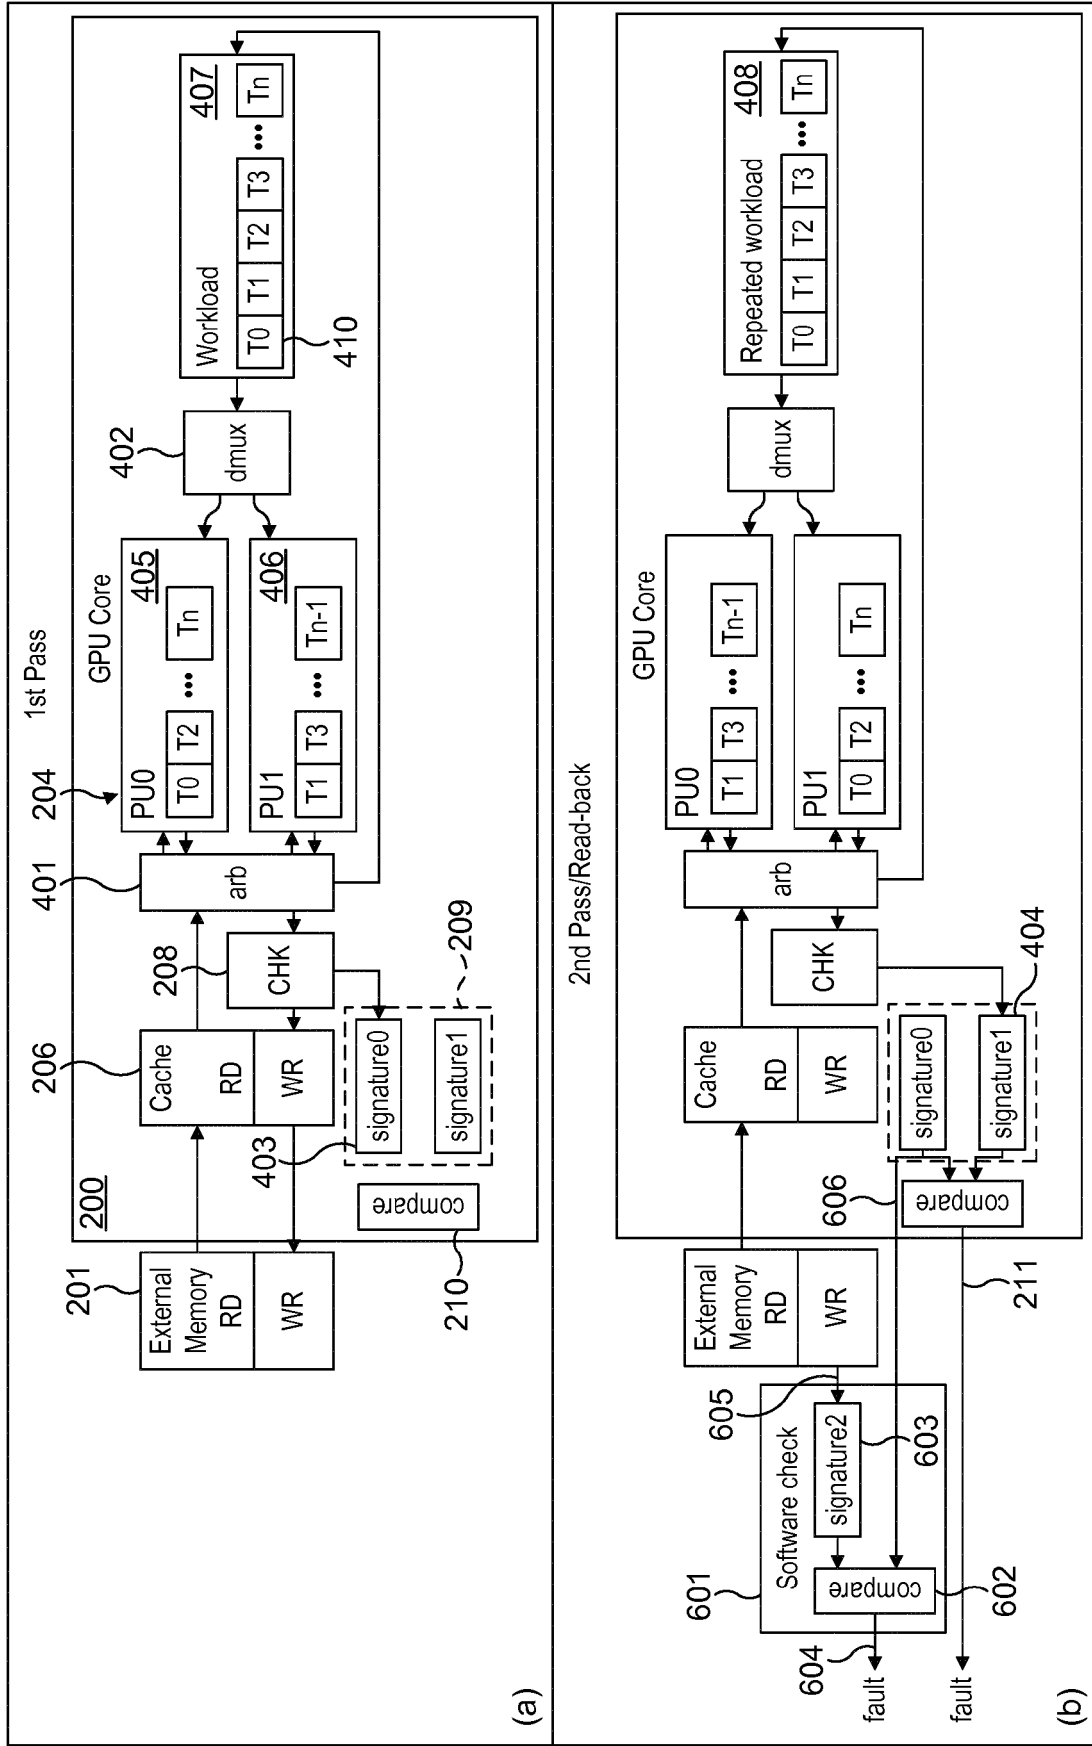 (a)
1st Pass
200
GPU Core
201
External
Memory
RD
WR
206
Cache
RD
WR
208
CHK
401
arb
204
PU0
405
T0
T2
•••
Tn
PU1
406
T1
T3
•••
Tn-1
402
dmux
Workload
407
T0
T1
T2
T3
•••
Tn
410
403
signature0
signature1
209
compare
210
(b)
2nd Pass/Read-back
GPU Core
External
Memory
RD
WR
Cache
RD
WR
CHK
arb
PU0
T1
T3
•••
Tn-1
PU1
T0
T2
•••
Tn
dmux
Repeated workload
408
T0
T1
T2
T3
•••
Tn
signature0
signature1
404
compare
606
211
601
Software check
605
signature2
603
compare
602
604
fault
fault